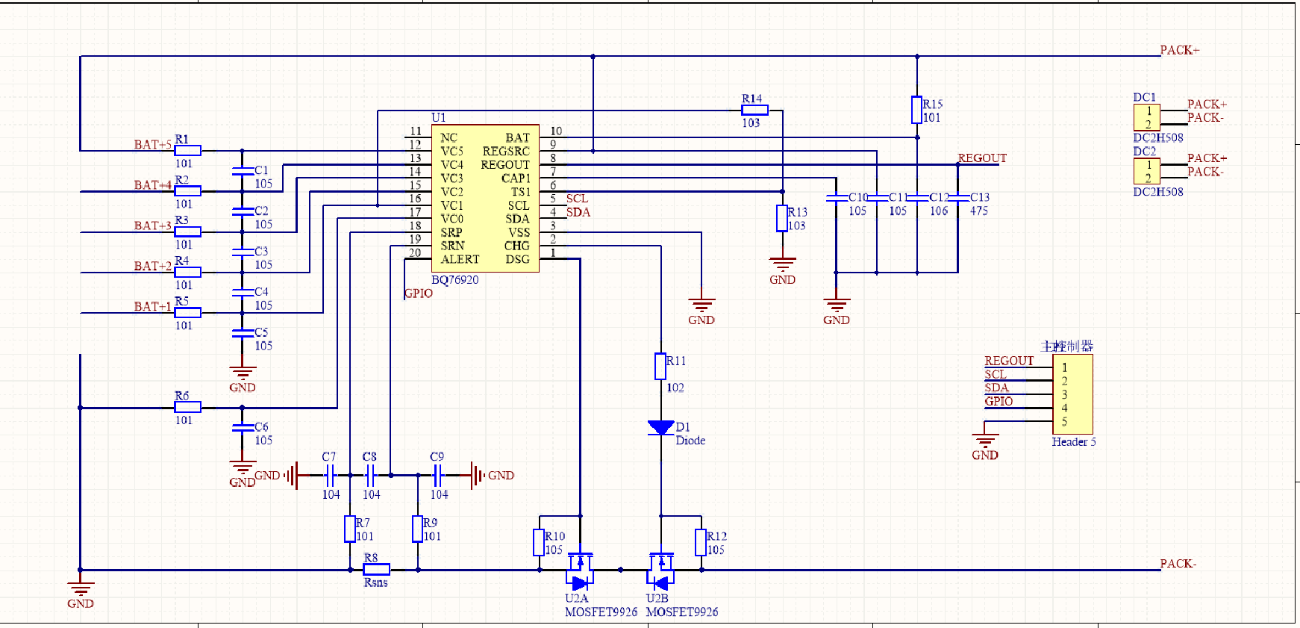 PACK+
R14
103
R15
101
DC1
1
2
PACK+
PACK-
DC2H508
DC2
1
2
PACK+
PACK-
DC2H508
U1
11 NC BAT 10
12 VC5 REGSRC 9
13 VC4 REGOUT 8
14 VC3 CAP1 7
15 VC2 TS1 6
16 VC1 SCL 5 SCL
17 VC0 SDA 4 SDA
18 SRP VSS 3
19 SRN CHG 2
20 ALERT DSG 1
BQ76920
GPIO
REGOUT
BAT+5 R1
101
C1
105
BAT+4 R2
101
C2
105
BAT+3 R3
101
C3
105
BAT+2 R4
101
C4
105
BAT+1 R5
101
C5
105
GND
R13
103
GND
C10
105
C11
105
C12
106
C13
475
GND
GND
R6
101
C6
105
GND
R11
102
D1
Diode
主控制器
REGOUT 1
SCL 2
SDA 3
GPIO 4
5
GND
Header 5
GND C7 C8 C9 GND
104 104 104
R7
101
R9
101
R8
Rsns
R10
105
R12
105
U2A
MOSFET9926
U2B
MOSFET9926
PACK-
GND